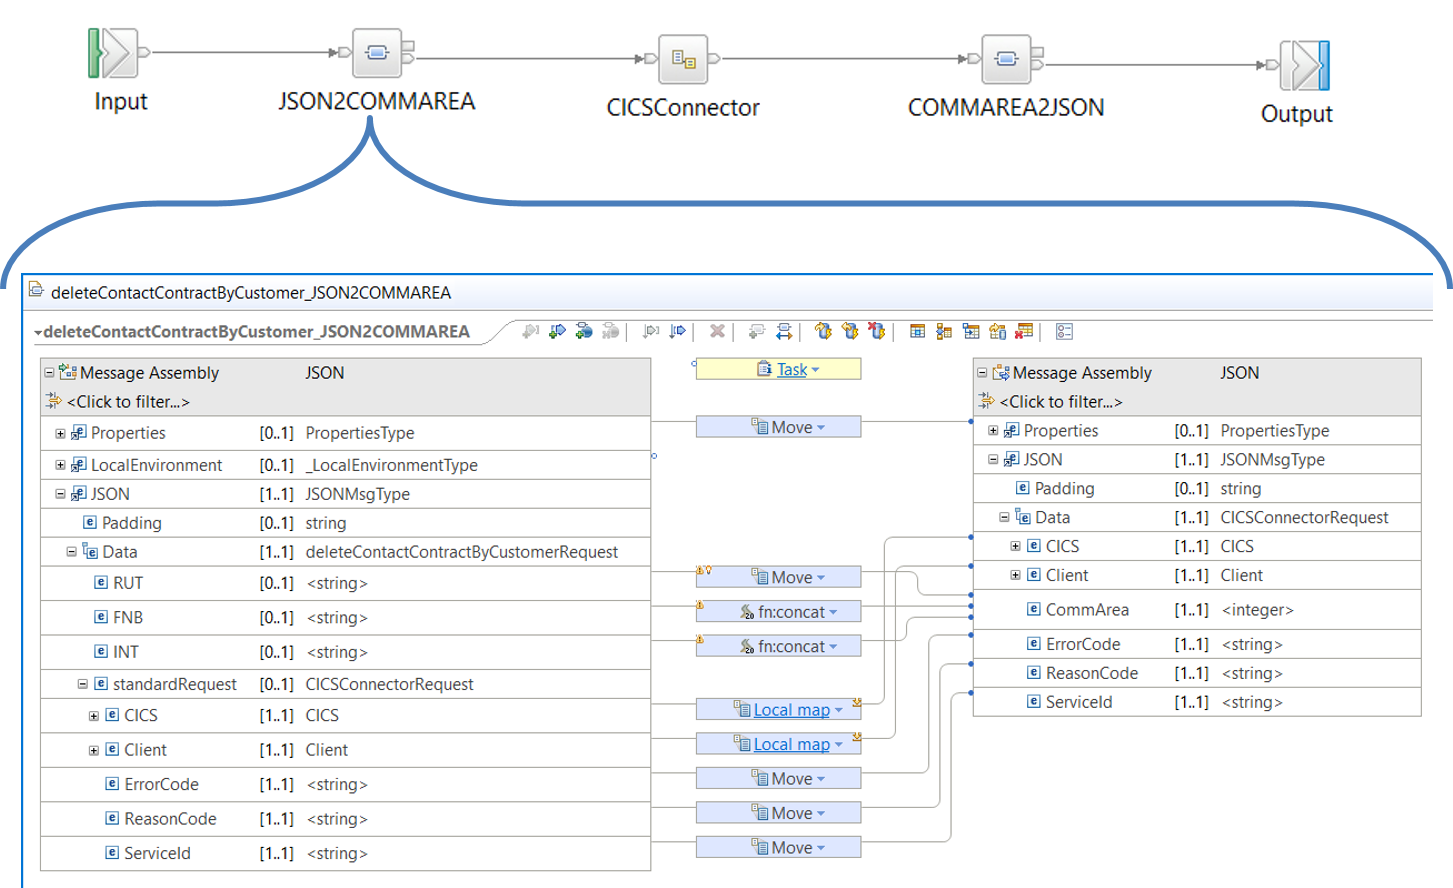 Input
JSON2COMMAREA
CICSConnector
COMMAREA2JSON
Output
deleteContactContractByCustomer_JSON2COMMAREA
deleteContactContractByCustomer_JSON2COMMAREA
Message Assembly JSON
<Click to filter...>
Properties [0..1] PropertiesType
LocalEnvironment [0..1] _LocalEnvironmentType
JSON [1..1] JSONMsgType
Padding [0..1] string
Data [1..1] deleteContactContractByCustomerRequest
RUT [0..1] <string>
FNB [0..1] <string>
INT [0..1] <string>
standardRequest [0..1] CICSConnectorRequest
CICS [1..1] CICS
Client [1..1] Client
ErrorCode [1..1] <string>
ReasonCode [1..1] <string>
ServiceId [1..1] <string>
Task
Move
Move
fn:concat
fn:concat
Local map
Local map
Move
Move
Move
Message Assembly JSON
<Click to filter...>
Properties [0..1] PropertiesType
JSON [1..1] JSONMsgType
Padding [0..1] string
Data [1..1] CICSConnectorRequest
CICS [1..1] CICS
Client [1..1] Client
CommArea [1..1] <integer>
ErrorCode [1..1] <string>
ReasonCode [1..1] <string>
ServiceId [1..1] <string>